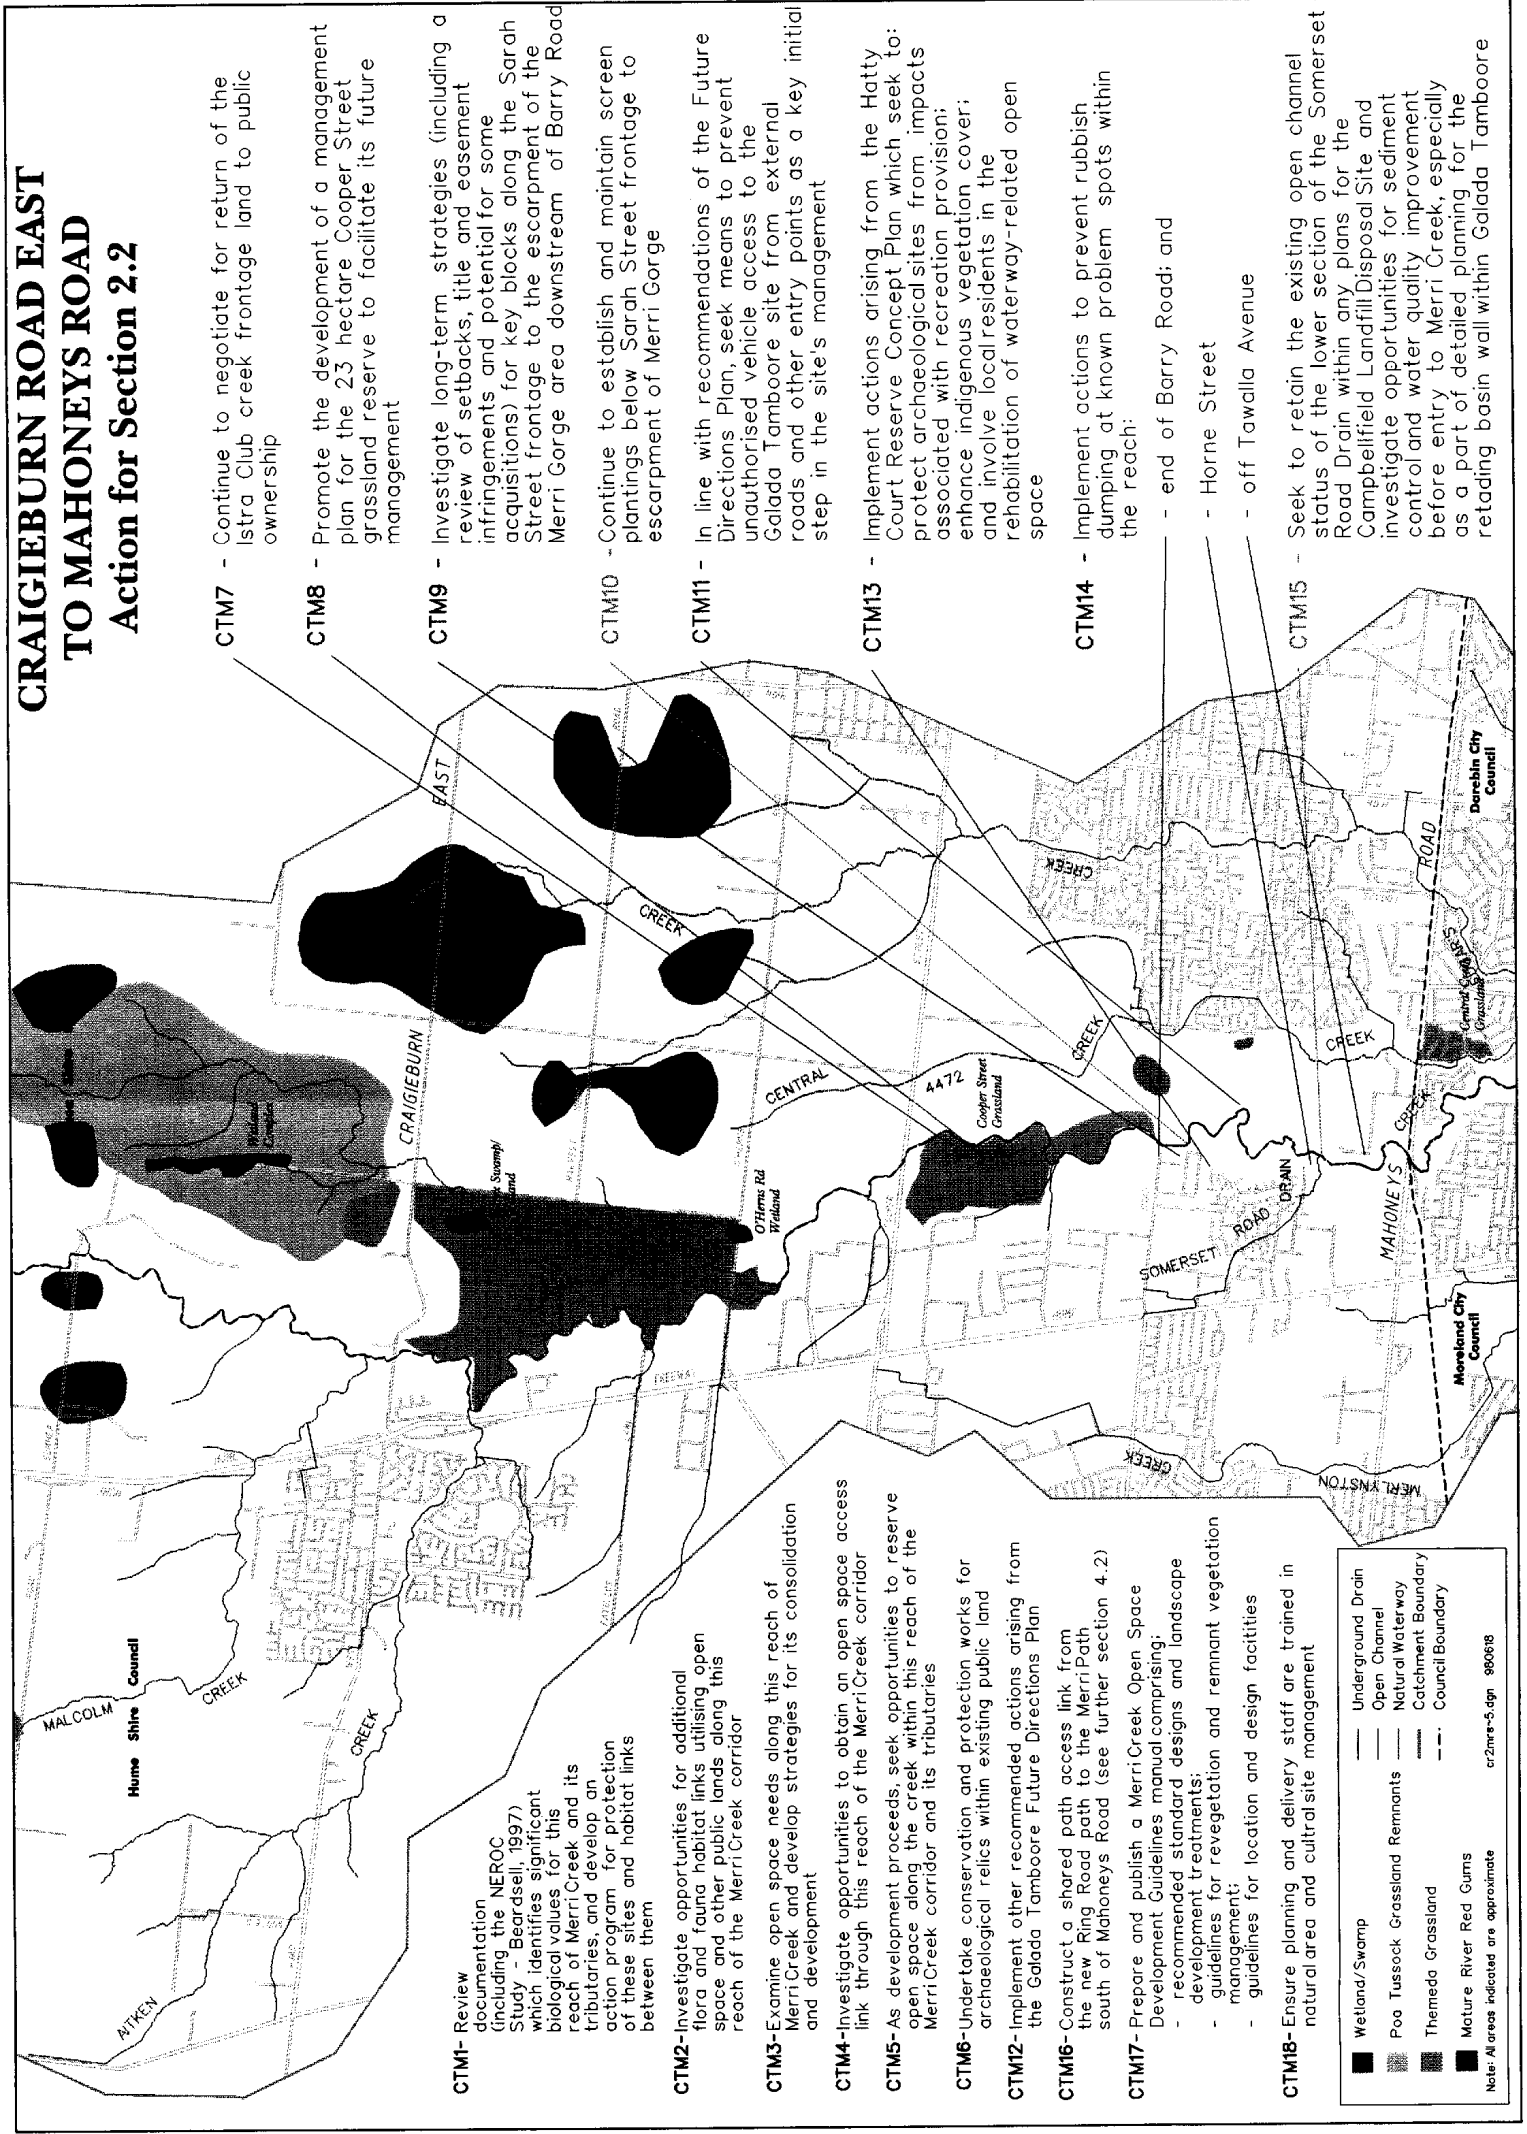 CRAIGIEBURN ROAD EAST
TO MAHONEYS ROAD
Action for Section 2.2
CTM7 - Continue to negotiate for return of the
Istra Club creek frontage land to public
ownership
CTM8 - Promote the development of a management
plan for the 23 hectare Cooper Street
grassland reserve to facilitate its future
management
CTM9 - Investigate long-term, strategies (including a
review of setbacks, title and easement
infringements and potential for some
acquisitions) for key blocks along the Sarah
Street frontage to the escarpment of the
Merri Gorge area downstream of Barry Road
CTM10 - Continue to establish and maintain screen
plantings below Sarah Street frontage to
escarpment of Merri Gorge
CTM11 - In line with recommendations of the Future
Directions Plan, seek means to prevent
unauthorised vehicle access to the
Galada Tamboore site from external
roads and other entry points as a key initial
step in the site's management
CTM13 - Implement actions arising from the Hatty
Court Reserve Concept Plan which seek to:
protect archaeological sites from impacts
associated with recreation provision;
enhance indigenous vegetation cover;
and involve local residents in the
rehabilitation of waterway-related open
space
CTM14 - Implement actions to prevent rubbish
dumping at known problem spots within
the reach:
- end of Barry Road; and
- Horne Street
- off Tawalla Avenue
CTM15 - Seek to retain the existing open channel
status of the lower section of the Somerset
Road Drain within any plans for the
Campbellfield Landfill Disposal Site and
investigate opportunities for sediment
control and water quality improvement
before entry to Merri Creek, especially
as a part of detailed planning for the
retading basin wall within Galada Tamboore
EAST
CRAIGIEBURN
CREEK
CENTRAL
CREEK
4472
Cooper Street
Grassland
CREEK
CREEK
ROAD
Darebin City
Council
EDGARS
Central Creek
Grassland
CREEK
Wetland
Complex
Swamp/
O'Herns Rd
Wetland
SOMERSET
ROAD
DRAIN
MAHONEYS
Moreland City
Council
FREEWAY
CREEK
MERLYNSTON
Hume Shire Council
MALCOLM
CREEK
CREEK
AITKEN
CTM1- Review
documentation
(including the NEROC
Study - Beardsell, 1997)
which identifies significant
biological values for this
reach of Merri Creek and its
tributaries, and develop an
action program for protection
of these sites and habitat links
between them
CTM2- Investigate opportunities for additional
flora and fauna habitat links utilising open
space and other public lands along this
reach of the Merri Creek corridor
CTM3- Examine open space needs along this reach of
Merri Creek and develop strategies for its consolidation
and development
CTM4- Investigate opportunities to obtain an open space access
link through this reach of the Merri Creek corridor
CTM5- As development proceeds, seek opportunities to reserve
open space along the creek within this reach of the
Merri Creek corridor and its tributaries
CTM6- Undertake conservation and protection works for
archaeological relics within existing public land
CTM12- Implement other recommended actions arising from
the Galada Tamboore Future Directions Plan
CTM16- Construct a shared path access link from
the new Ring Road path to the Merri Path
south of Mahoneys Road (see further section 4.2)
CTM17- Prepare and publish a Merri Creek Open Space
Development Guidelines manual comprising;
- recommended standard designs and landscape
development treatments;
- guidelines for revegetation and remnant vegetation
management;
- guidelines for location and design facitities
CTM18- Ensure planning and delivery staff are trained in
natural area and cultral site management
Wetland/Swamp
Poa Tussock Grassland Remnants
Themeda Grassland
Mature River Red Gums
Underground Drain
Open Channel
Natural Waterway
Catchment Boundary
Council Boundary
Note: All areas indicated are approximate
cr2mrs-5.dgn 980618